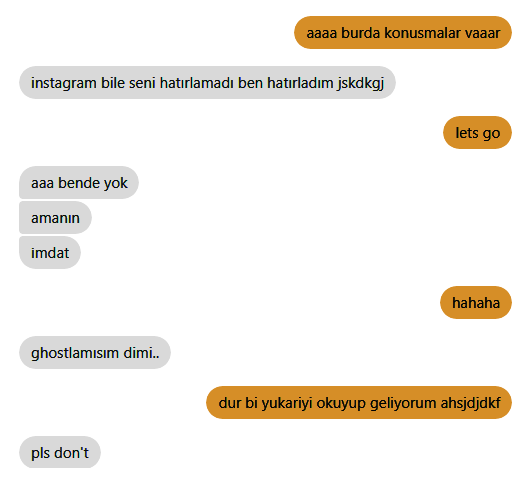 aaaa burda konusmalar vaaar
instagram bile seni hatırlamadı ben hatırladım jskdkgj
lets go
aaa bende yok
amanın
imdat
hahaha
ghostlamısım dimi..
dur bi yukariyi okuyup geliyorum ahsjdjdkf
pls don't